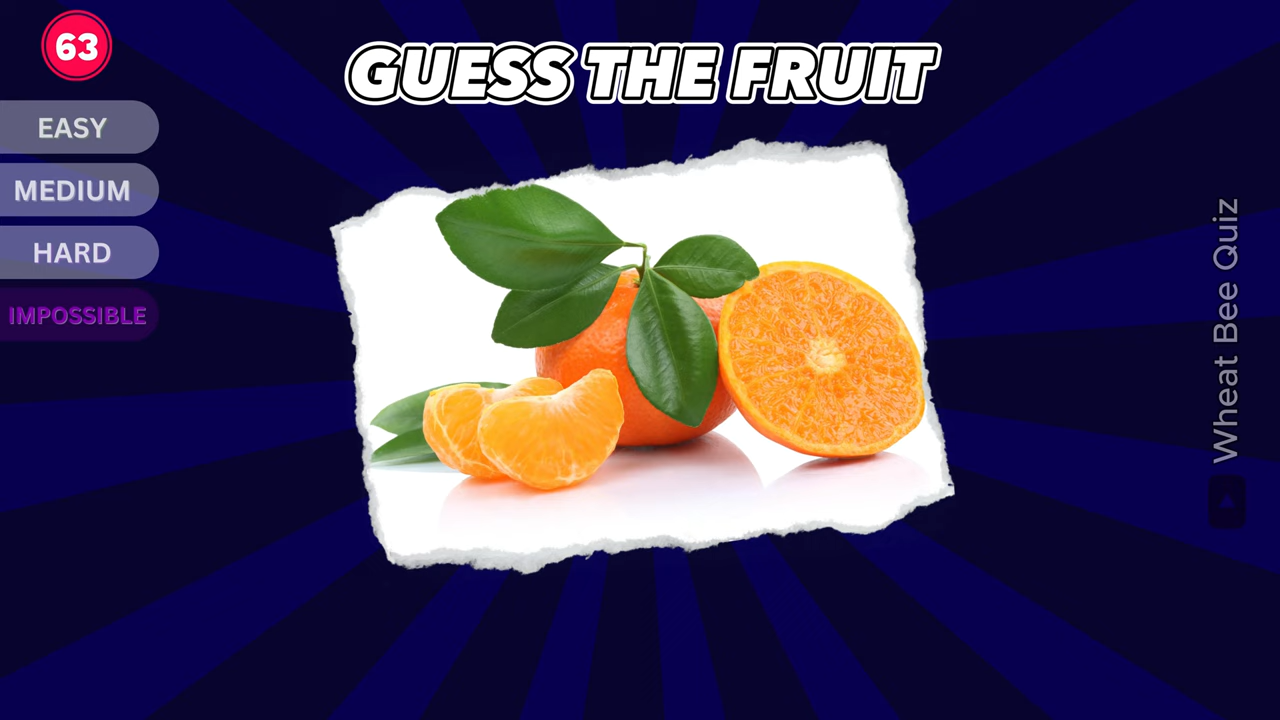 63
GUESS THE FRUIT
EASY
MEDIUM
HARD
IMPOSSIBLE
Wheat Bee Quiz